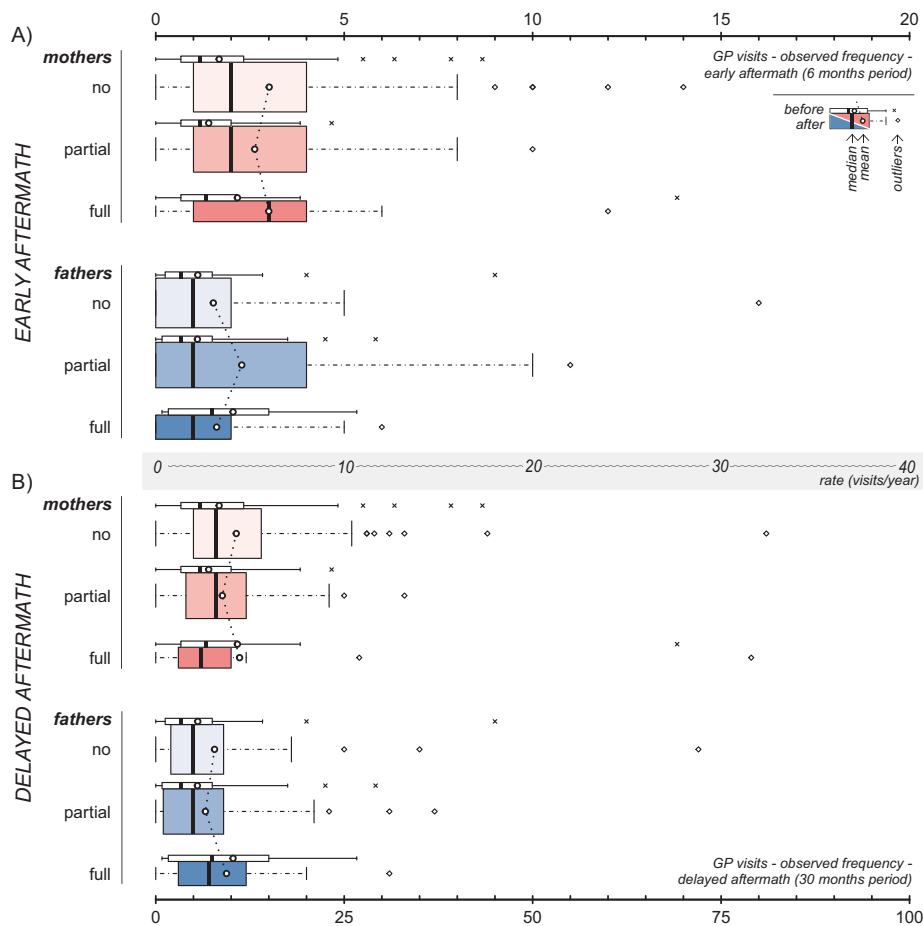 0 5 10 15 20
A)
mothers
no
partial
full
fathers
no
partial
full
EARLY AFTERMATH
GP visits - observed frequency -
early aftermath (6 months period)
before
after
median
mean
outliers
0 10 20 30 40
rate (visits/year)
B)
mothers
no
partial
full
fathers
no
partial
full
DELAYED AFTERMATH
GP visits - observed frequency -
delayed aftermath (30 months period)
0 25 50 75 100